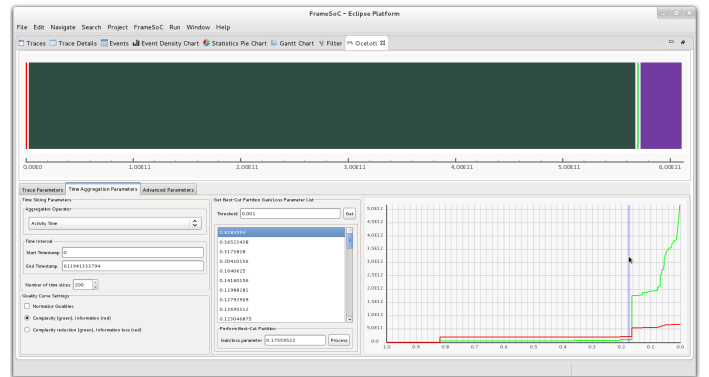 FrameSoC - Eclipse Platform
File Edit Navigate Search Project FrameSoC Run Window Help
Traces Trace Details Events Event Density Chart Statistics Pie Chart Gantt Chart Filter Ocelotl
0,00E0 1,00E11 2,00E11 3,00E11 4,00E11 5,00E11 6,00E11
Trace Parameters Time Aggregation Parameters Advanced Parameters
Time Slicing Parameters
Aggregation Operator
Activity Time
Time Interval
Start Timestamp 0
End Timestamp 611941333794
Number of time slices 200
Quality Curve Settings
Normalize Qualities
Complexity (green), Information (red)
Complexity reduction (green), Information loss (red)
Get Best-Cut Partition Gain/Loss Parameter List
Threshold 0.001 Get
0.36523438
0.3173828
0.20410156
0.1640625
0.14160156
0.12988281
0.12792969
0.12695312
0.123046875
Perform Best-Cut Partition
Gain/loss parameter 0.17559522 Process
5,0E12
4,5E12
4,0E12
3,5E12
3,0E12
2,5E12
2,0E12
1,5E12
1,0E12
5,0E11
0.0
1.0 0.9 0.8 0.7 0.6 0.5 0.4 0.3 0.2 0.1 0.0